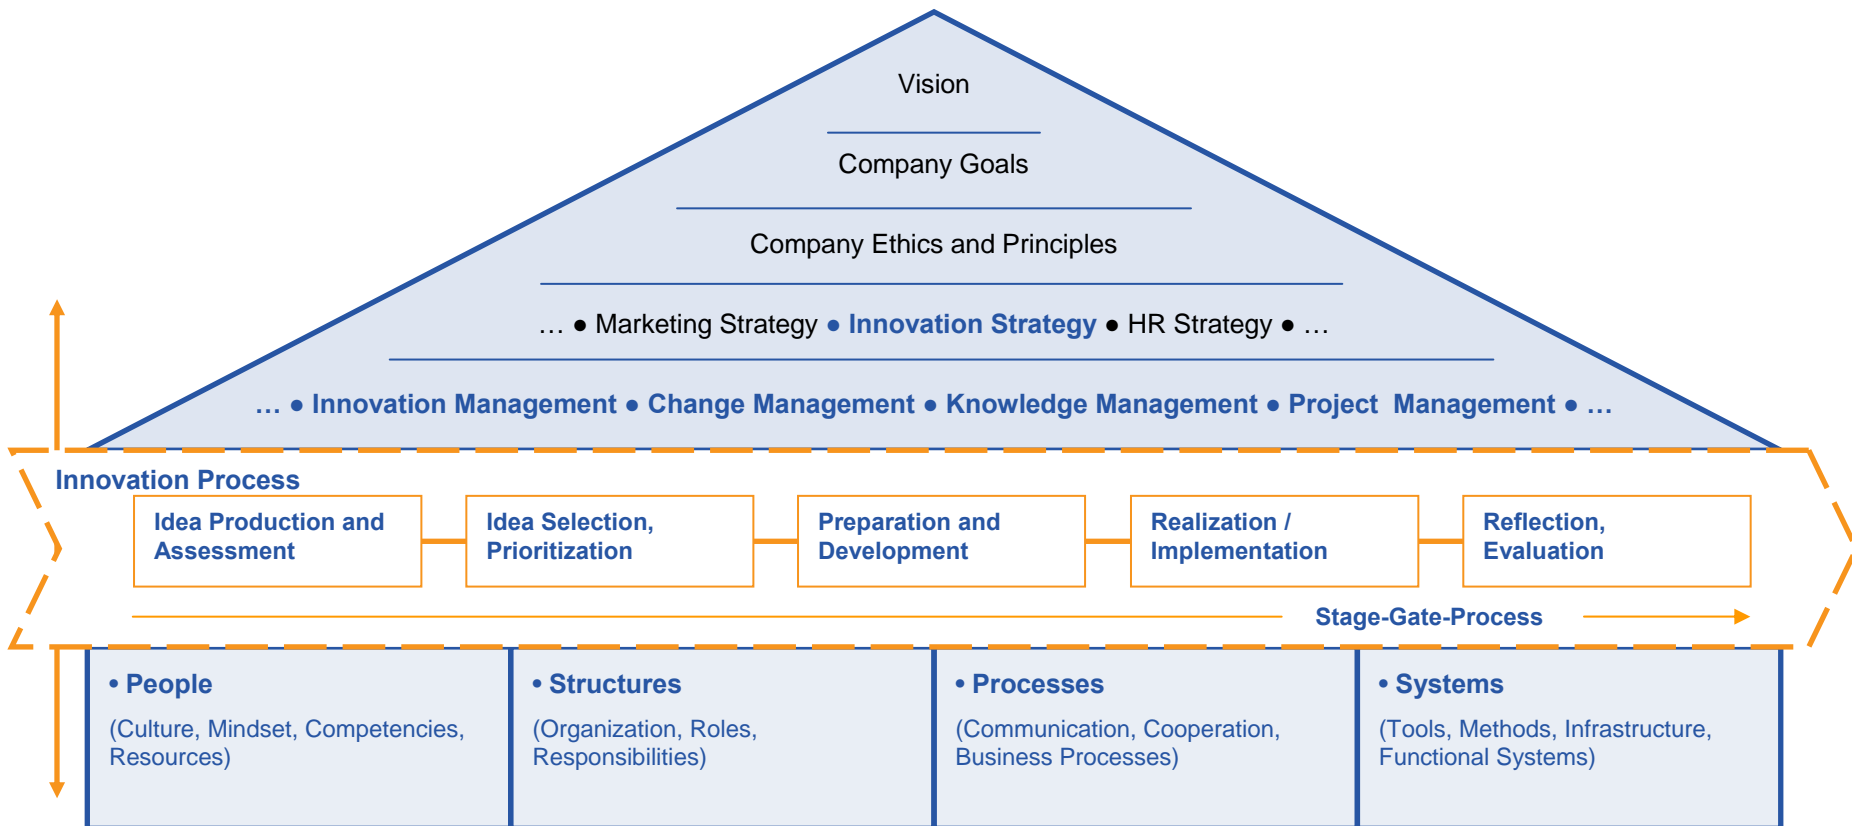 Vision
Company Goals
Company Ethics and Principles
… ● Marketing Strategy ● Innovation Strategy ● HR Strategy ● …
… ● Innovation Management ● Change Management ● Knowledge Management ● Project Management ● …
Innovation Process
Idea Production and
Assessment
Idea Selection,
Prioritization
Preparation and
Development
Realization /
Implementation
Reflection,
Evaluation
Stage-Gate-Process
• People
(Culture, Mindset, Competencies,
Resources)
• Structures
(Organization, Roles,
Responsibilities)
• Processes
(Communication, Cooperation,
Business Processes)
• Systems
(Tools, Methods, Infrastructure,
Functional Systems)